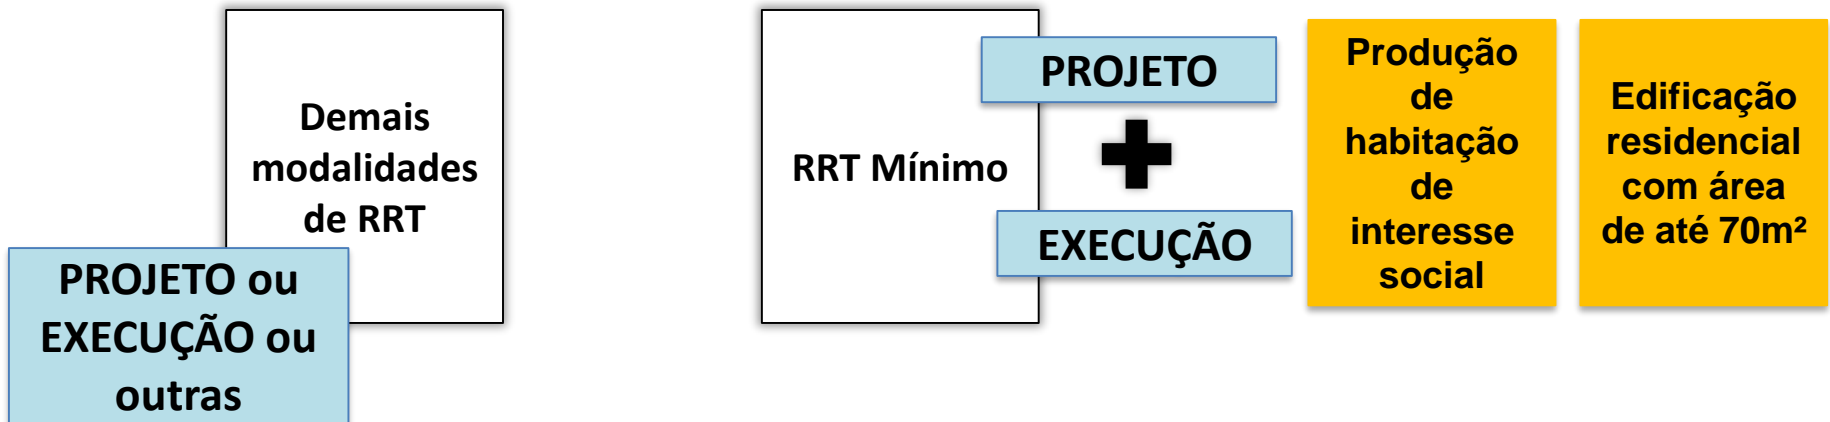 Demais
modalidades
de RRT
PROJETO ou
EXECUÇÃO ou
outras
RRT Mínimo
PROJETO
EXECUÇÃO
Produção
de
habitação
de
interesse
social
Edificação
residencial
com área
de até 70m²